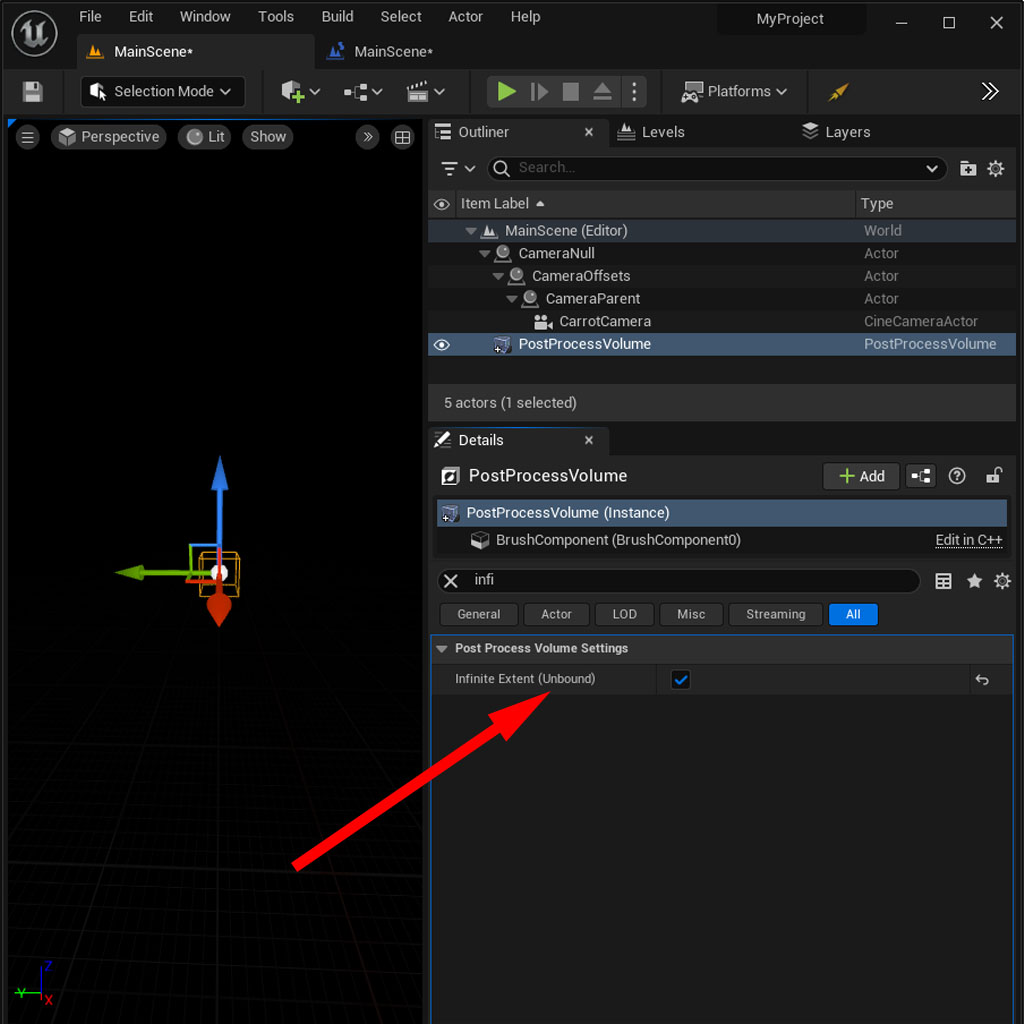 File Edit Window Tools Build Select Actor Help
MyProject
MainScene*
MainScene*
Selection Mode
Platforms
Perspective
Lit
Show
Outliner
Levels
Layers
Search...
Item Label
Type
MainScene (Editor) World
CameraNull Actor
CameraOffsets Actor
CameraParent Actor
CarrotCamera CineCameraActor
PostProcessVolume PostProcessVolume
5 actors (1 selected)
Details
PostProcessVolume
Add
PostProcessVolume (Instance)
BrushComponent (BrushComponent0)
Edit in C++
infi
General Actor LOD Misc Streaming All
Post Process Volume Settings
Infinite Extent (Unbound)
Z
Y
X